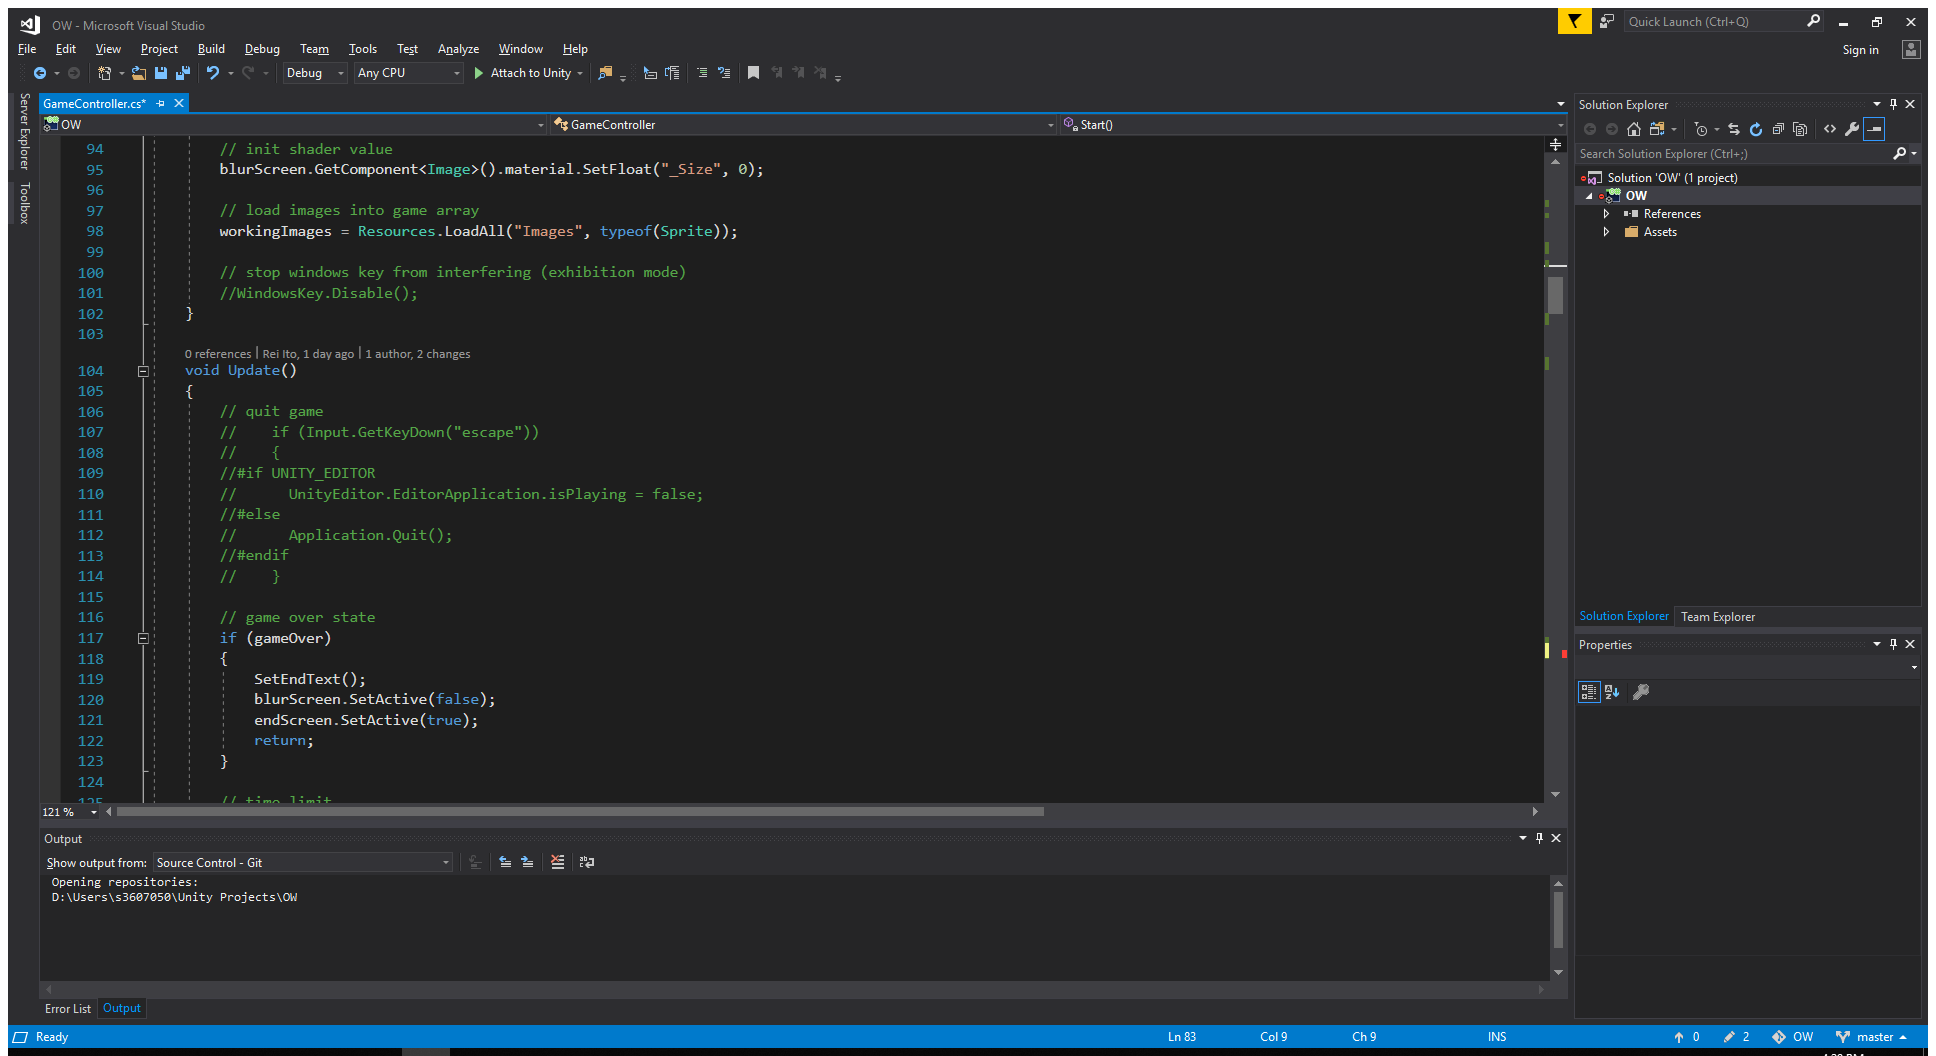 OW - Microsoft Visual Studio
Quick Launch (Ctrl+Q)
File Edit View Project Build Debug Team Tools Test Analyze Window Help
Sign in
Debug Any CPU Attach to Unity
Server Explorer
Toolbox
GameController.cs*
OW GameController Start()
94 // init shader value
95 blurScreen.GetComponent<Image>().material.SetFloat("_Size", 0);
96
97 // load images into game array
98 workingImages = Resources.LoadAll("Images", typeof(Sprite));
99
100 // stop windows key from interfering (exhibition mode)
101 //WindowsKey.Disable();
102 }
103
0 references | Rei Ito, 1 day ago | 1 author, 2 changes
104 void Update()
105 {
106 // quit game
107 //    if (Input.GetKeyDown("escape"))
108 //    {
109 //#if UNITY_EDITOR
110 //      UnityEditor.EditorApplication.isPlaying = false;
111 //#else
112 //      Application.Quit();
113 //#endif
114 //    }
115
116 // game over state
117 if (gameOver)
118 {
119 SetEndText();
120 blurScreen.SetActive(false);
121 endScreen.SetActive(true);
122 return;
123 }
124
125 // time limit
121 %
Output
Show output from: Source Control - Git
Opening repositories:
D:\Users\s3607050\Unity Projects\OW
Error List Output
Solution Explorer
Search Solution Explorer (Ctrl+;)
Solution 'OW' (1 project)
OW
References
Assets
Solution Explorer Team Explorer
Properties
Ready Ln 83 Col 9 Ch 9 INS 0 2 OW master